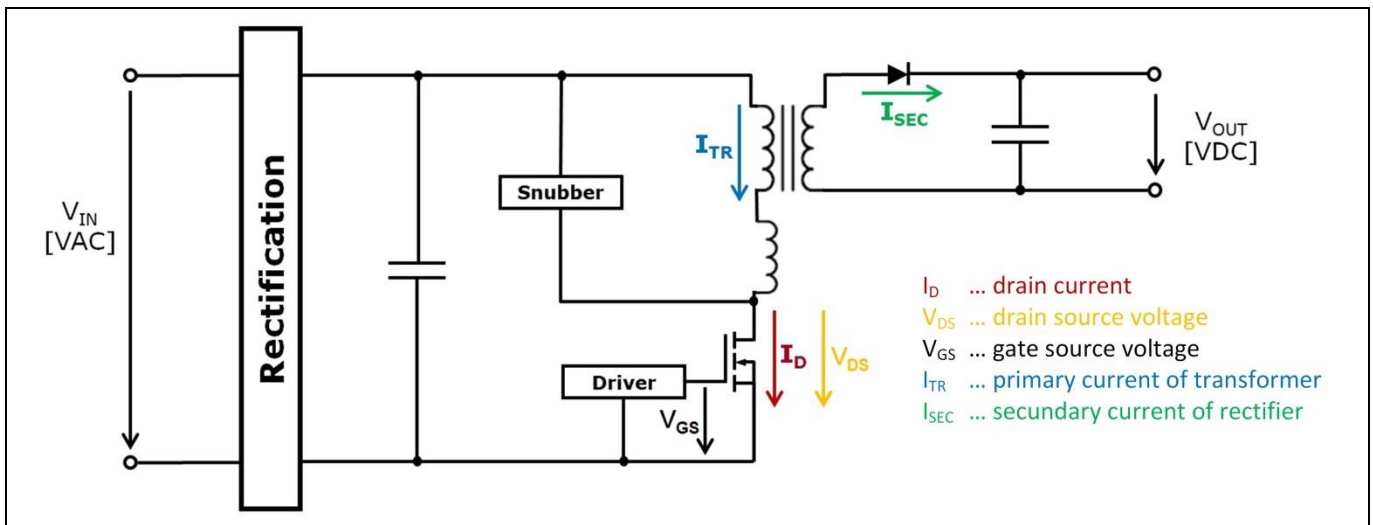 V_IN
[VAC]
Rectification
Snubber
Driver
V_GS
I_TR
I_D
V_DS
I_SEC
V_OUT
[VDC]
I_D ... drain current
V_DS ... drain source voltage
V_GS ... gate source voltage
I_TR ... primary current of transformer
I_SEC ... secundary current of rectifier